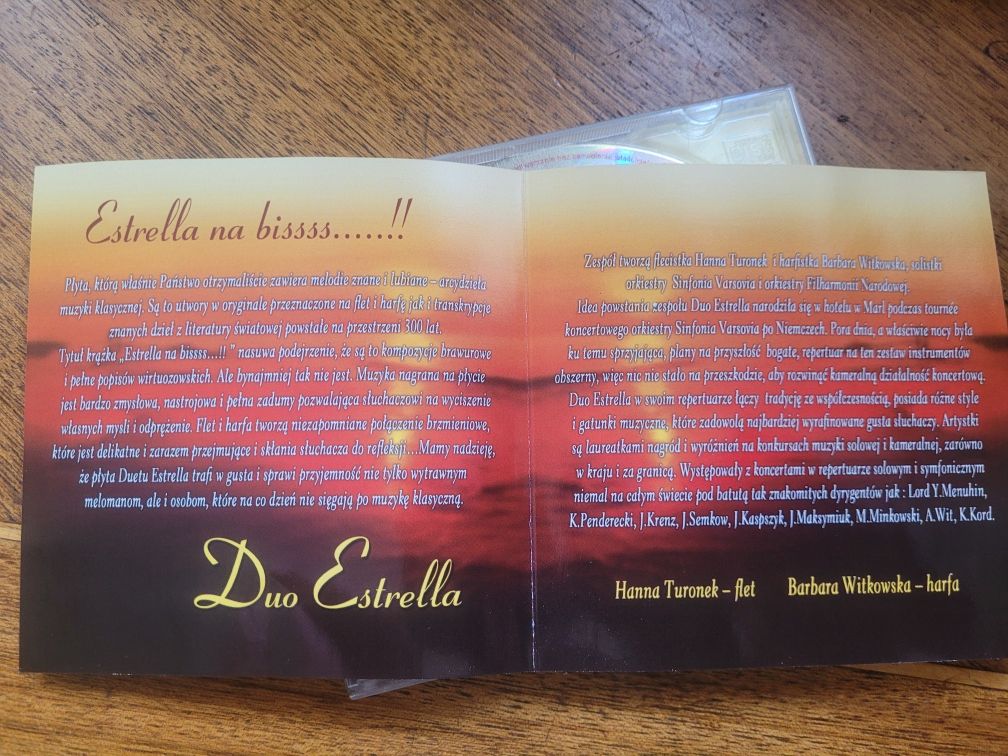 Estrella na bissss......!!
Płyta, którą właśnie Państwo otrzymaliście zawiera melodie znane i lubiane – arcydzieła
muzyki klasycznej. Są to utwory w oryginale przeznaczone na flet i harfę jak i transkrypcje
znanych dzieł z literatury światowej powstałe na przestrzeni 300 lat.
Tytuł krążka „Estrella na bissss...!! ” nasuwa podejrzenie, że są to kompozycje brawurowe
i pełne popisów wirtuozowskich. Ale bynajmniej tak nie jest. Muzyka nagrana na płycie
jest bardzo zmysłowa, nastrojowa i pełna zadumy pozwalająca słuchaczowi na wyciszenie
własnych myśli i odprężenie. Flet i harfa tworzą niezapomniane połączenie brzmieniowe,
które jest delikatne i zarazem przejmujące i skłania słuchacza do refleksji...Mamy nadzieję,
że płyta Duetu Estrella trafi w gusta i sprawi przyjemność nie tylko wytrawnym
melomanom, ale i osobom, które na co dzień nie sięgają po muzykę klasyczną.
Duo Estrella
Zespół tworzą flecistka Hanna Turonek i harfistka Barbara Witkowska, solistki
orkiestry Sinfonia Varsovia i orkiestry Filharmonii Narodowej.
Idea powstania zespołu Duo Estrella narodziła się w hotelu w Marl podczas tournée
koncertowego orkiestry Sinfonia Varsovia po Niemczech. Pora dnia, a właściwie nocy była
ku temu sprzyjająca, plany na przyszłość bogate, repertuar na ten zestaw instrumentów
obszerny, więc nic nie stało na przeszkodzie, aby rozwinąć kameralną działalność koncertową.
Duo Estrella w swoim repertuarze łączy tradycję ze współczesnością, posiada różne style
i gatunki muzyczne, które zadowolą najbardziej wyrafinowane gusta słuchaczy. Artystki
są laureatkami nagród i wyróżnień na konkursach muzyki solowej i kameralnej, zarówno
w kraju i za granicą. Występowały z koncertami w repertuarze solowym i symfonicznym
niemal na całym świecie pod batutą tak znakomitych dyrygentów jak : Lord Y.Menuhin,
K.Penderecki, J.Krenz, J.Semkow, J.Kaspszyk, J.Maksymiuk, M.Minkowski, A.Wit, K.Kord.
Hanna Turonek – flet Barbara Witkowska – harfa